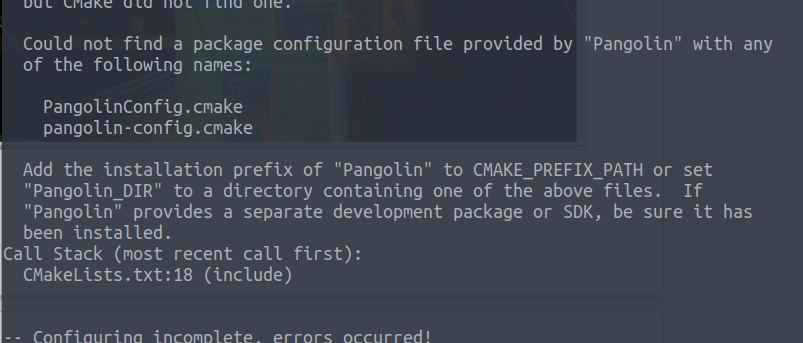 but CMake did not find one.
Could not find a package configuration file provided by "Pangolin" with any
of the following names:
PangolinConfig.cmake
pangolin-config.cmake
Add the installation prefix of "Pangolin" to CMAKE_PREFIX_PATH or set
"Pangolin_DIR" to a directory containing one of the above files.  If
"Pangolin" provides a separate development package or SDK, be sure it has
been installed.
Call Stack (most recent call first):
CMakeLists.txt:18 (include)
-- Configuring incomplete, errors occurred!